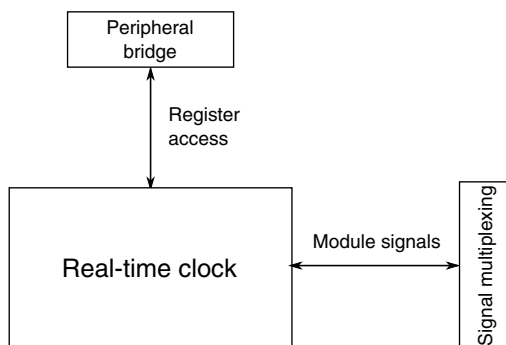 Peripheral
bridge
Register
access
Real-time clock
Module signals
Signal multiplexing